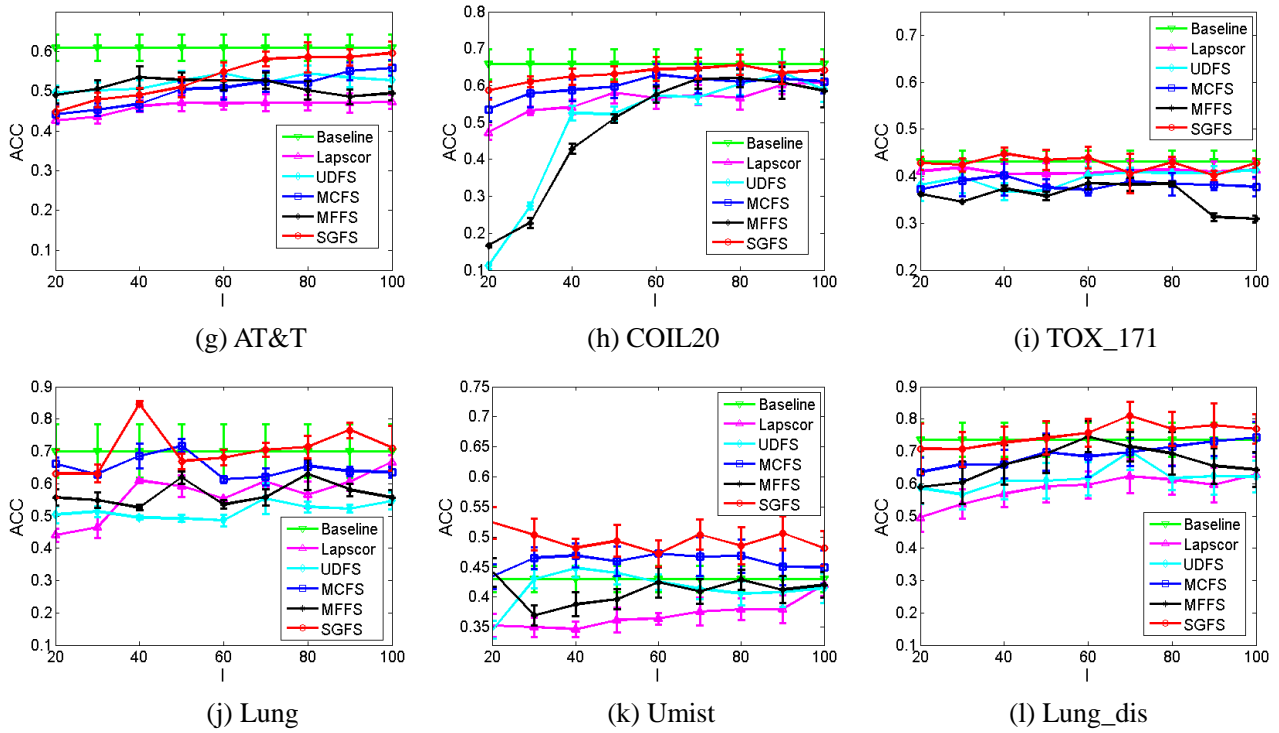 0.6
0.5
0.4
0.3
0.2
0.1
ACC
20 40 60 80 100
l
Baseline
Lapscor
UDFS
MCFS
MFFS
SGFS
(g) AT&T
0.8
0.7
0.6
0.5
0.4
0.3
0.2
0.1
ACC
20 40 60 80 100
l
Baseline
Lapscor
UDFS
MCFS
MFFS
SGFS
(h) COIL20
0.7
0.6
0.5
0.4
0.3
0.2
ACC
20 40 60 80 100
l
Baseline
Lapscor
UDFS
MCFS
MFFS
SGFS
(i) TOX_171
0.9
0.8
0.7
0.6
0.5
0.4
0.3
0.2
0.1
ACC
20 40 60 80 100
l
Baseline
Lapscor
UDFS
MCFS
MFFS
SGFS
(j) Lung
0.75
0.7
0.65
0.6
0.55
0.5
0.45
0.4
0.35
ACC
20 40 60 80 100
l
Baseline
Lapscor
UDFS
MCFS
MFFS
SGFS
(k) Umist
0.9
0.8
0.7
0.6
0.5
0.4
0.3
0.2
0.1
ACC
20 40 60 80 100
l
Baseline
Lapscor
UDFS
MCFS
MFFS
SGFS
(l) Lung_dis